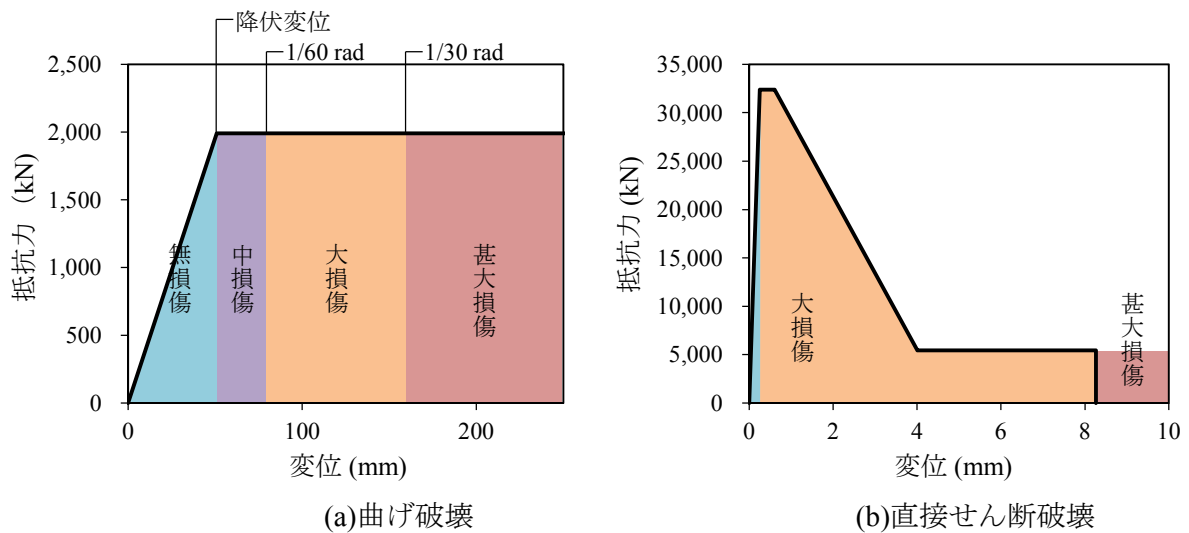 降伏変位
1/60 rad
1/30 rad
2,500
2,000
1,500
1,000
500
0
抵抗力（kN）
無損傷
中損傷
大損傷
甚大損傷
0
100
200
変位 (mm)
(a)曲げ破壊
35,000
30,000
25,000
20,000
15,000
10,000
5,000
0
抵抗力 (kN)
大損傷
甚大損傷
0
2
4
6
8
10
変位 (mm)
(b)直接せん断破壊